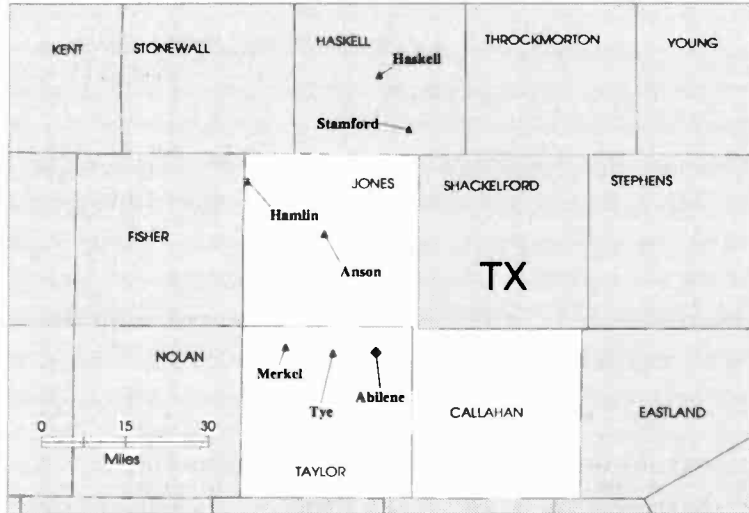 KENT
STONEWALL
HASKELL
THROCKMORTON
YOUNG
Haskell
Stamford
JONES
SHACKELFORD
STEPHENS
Hamlin
FISHER
Anson
TX
NOLAN
Merkel
Abilene
Tye
CALLAHAN
EASTLAND
0 15 30
Miles
TAYLOR